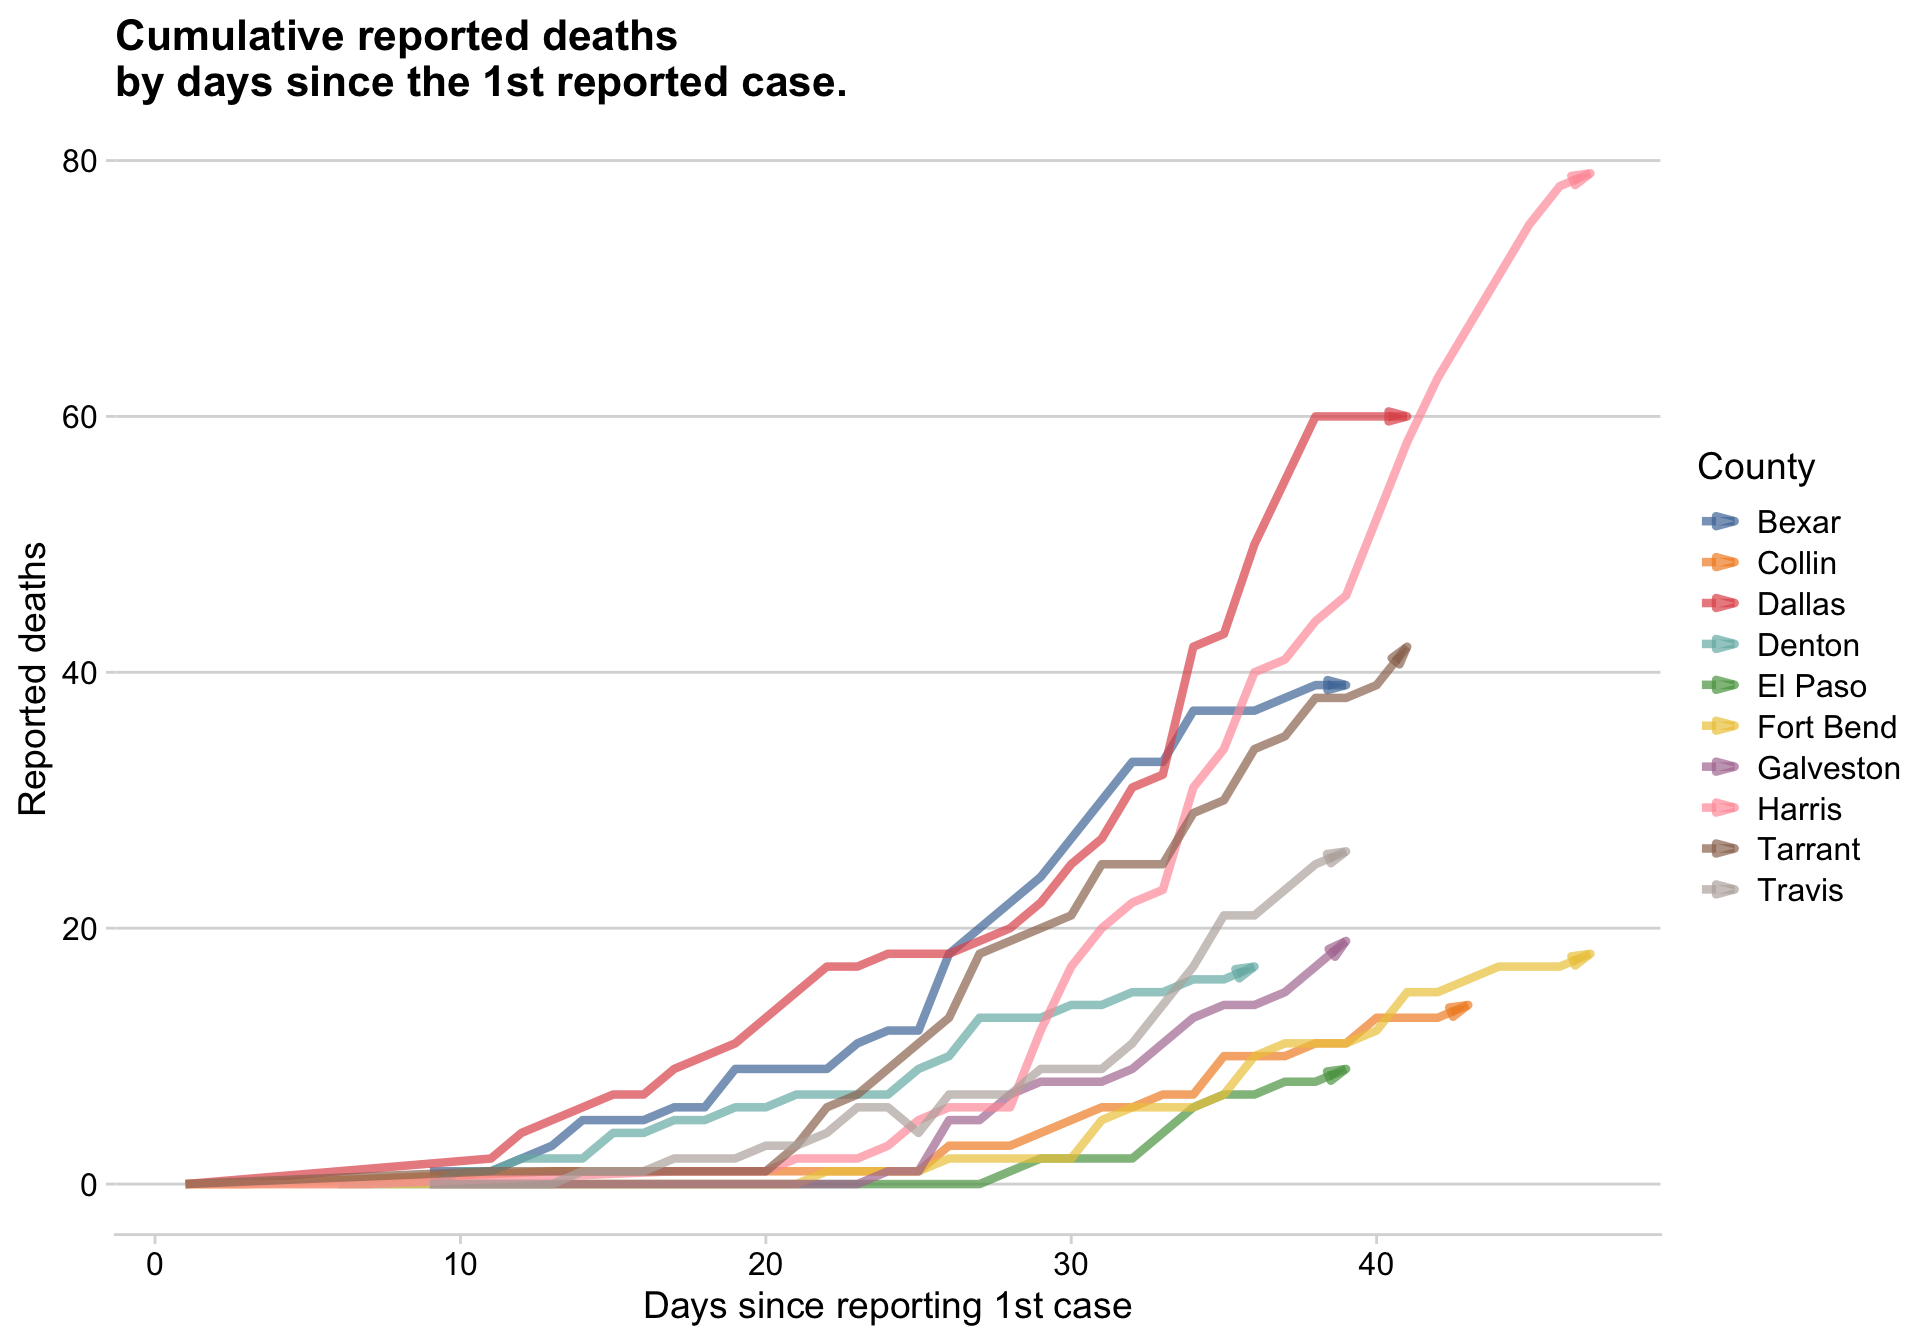 Cumulative reported deaths
by days since the 1st reported case.
80
60
40
20
0
Reported deaths
0 10 20 30 40
Days since reporting 1st case
County
Bexar
Collin
Dallas
Denton
El Paso
Fort Bend
Galveston
Harris
Tarrant
Travis